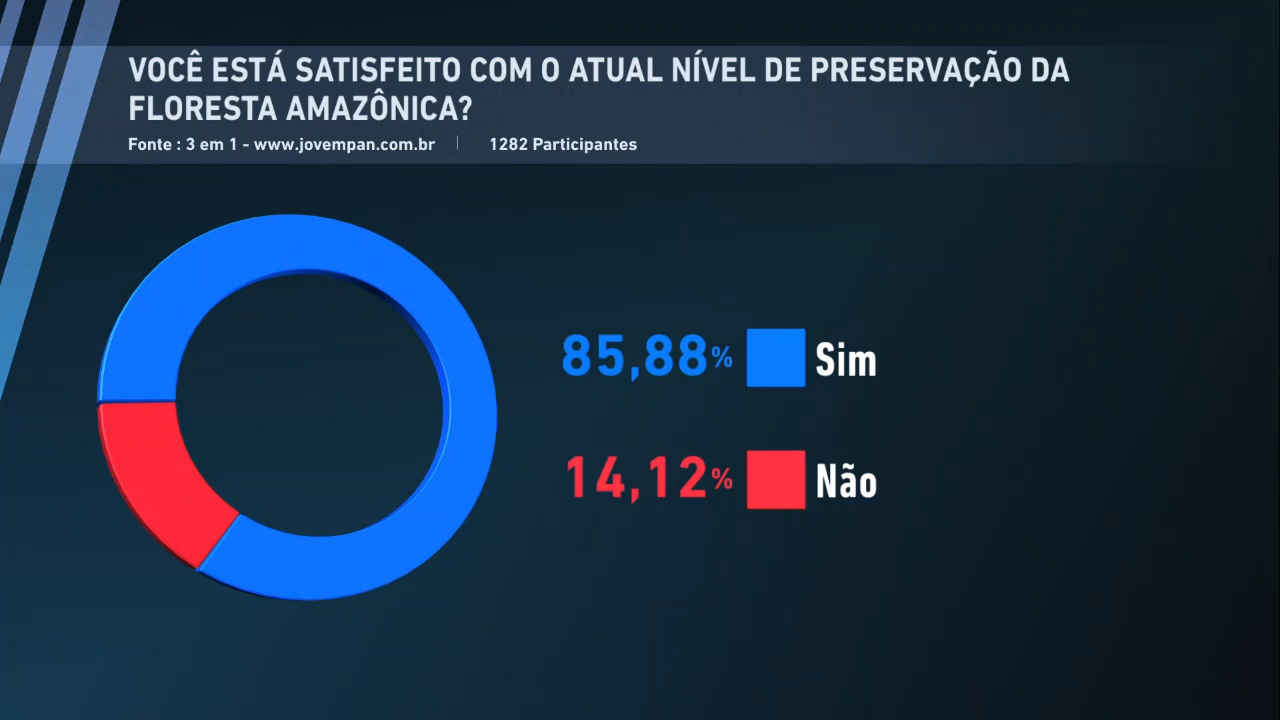 VOCÊ ESTÁ SATISFEITO COM O ATUAL NÍVEL DE PRESERVAÇÃO DA
FLORESTA AMAZÔNICA?
Fonte : 3 em 1 - www.jovempan.com.br | 1282 Participantes
85,88% Sim
14,12% Não